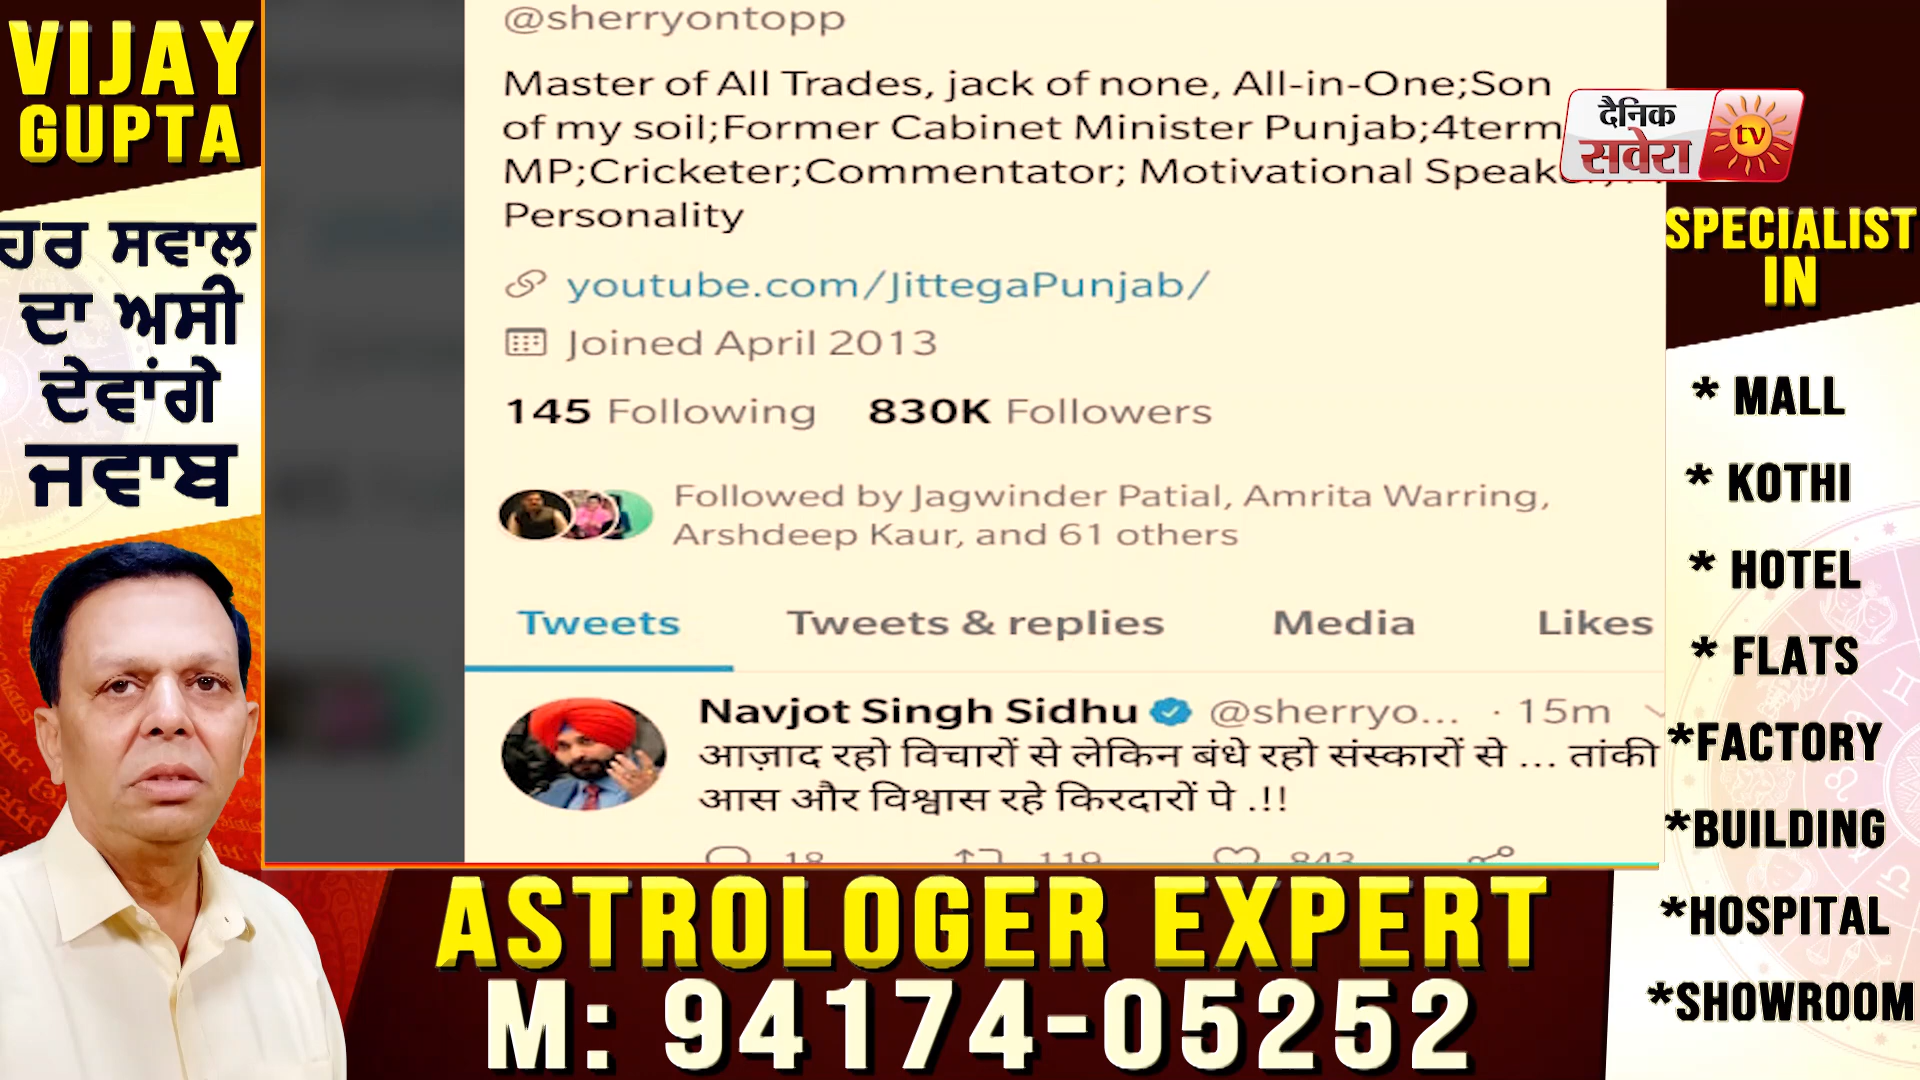 VIJAY
GUPTA
ਹਰ ਸਵਾਲ
ਦਾ ਅਸੀ
ਦੇਵਾਂਗੇ
ਜਵਾਬ
@sherryontopp
Master of All Trades, jack of none, All-in-One;Son
of my soil;Former Cabinet Minister Punjab;4term
MP;Cricketer;Commentator; Motivational
Personality
youtube.com/JittegaPunjab/
Joined April 2013
145 Following 830K Followers
Followed by Jagwinder Patial, Amrita Warring,
Arshdeep Kaur, and 61 others
Tweets Tweets & replies Media Likes
Navjot Singh Sidhu @sherryo... · 15m
आज़ाद रहो विचारों से लेकिन बंधे रहो संस्कारों से ... तांकी
आस और विश्वास रहे किरदारों पे .!!
18 119 843
दैनिक
सवेरा
tv
SPECIALIST
IN
* MALL
* KOTHI
* HOTEL
* FLATS
*FACTORY
*BUILDING
*HOSPITAL
*SHOWROOM
ASTROLOGER EXPERT
M: 94174-05252